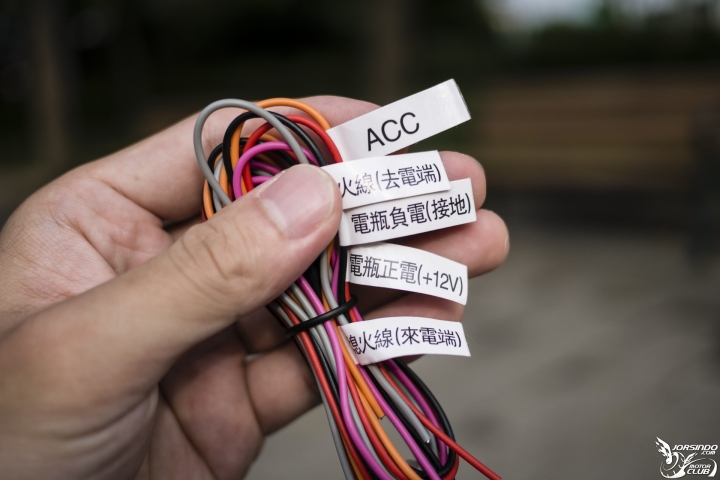 ACC
火線(去電端)
電瓶負電(接地)
電瓶正電(+12V)
熄火線(來電端)
JORSINDO
.COM
MOTOR
CLUB